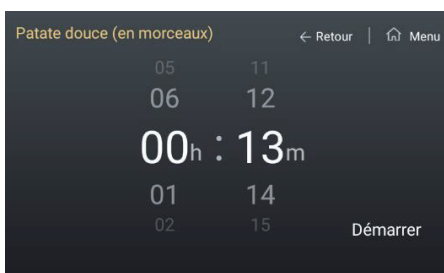 Patate douce (en morceaux) ← Retour | Menu
05 11
06 12
00h : 13m
01 14
02 15
Démarrer